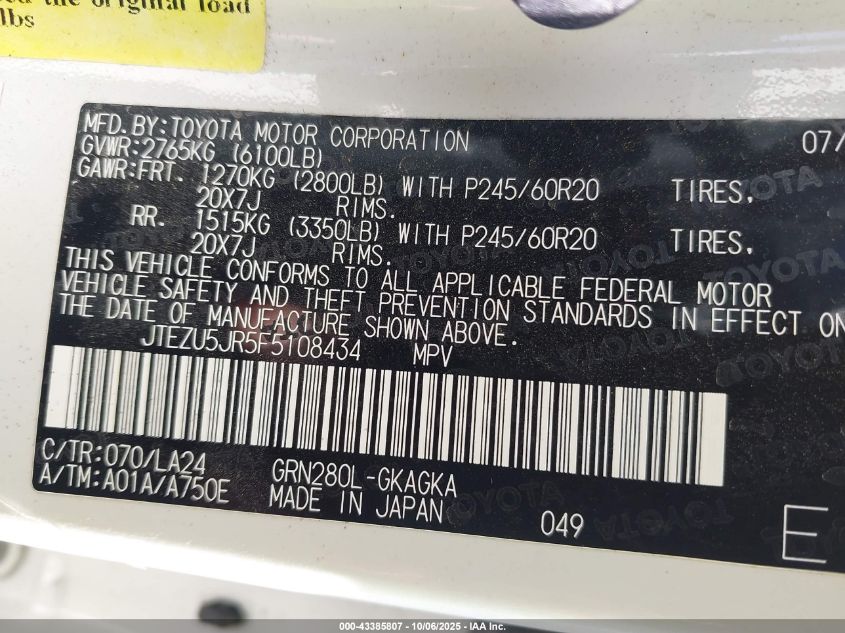 the original load
lbs
MFD. BY: TOYOTA MOTOR CORPORATION 07/
GVWR: 2765KG (6100LB)
GAWR: FRT. 1270KG (2800LB) WITH P245/60R20 TIRES,
20X7J RIMS.
RR. 1515KG (3350LB) WITH P245/60R20 TIRES,
20X7J RIMS.
THIS VEHICLE CONFORMS TO ALL APPLICABLE FEDERAL MOTOR
VEHICLE SAFETY AND THEFT PREVENTION STANDARDS IN EFFECT ON
THE DATE OF MANUFACTURE SHOWN ABOVE.
JTEZU5JR5F5108434 MPV
C/TR: 070/LA24 GRN280L-GKAGKA
A/TM: A01A/A750E MADE IN JAPAN 049 E
000-43385807 - 10/06/2025 - IAA Inc.